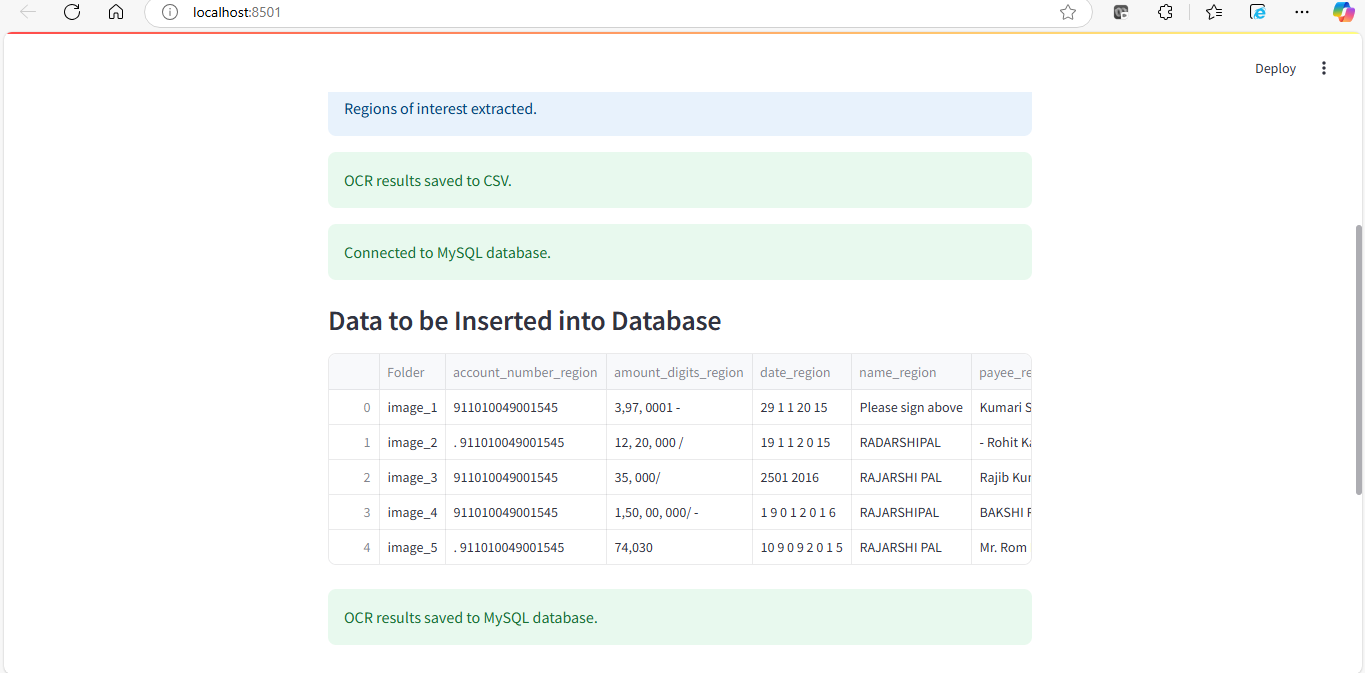 localhost:8501
Deploy
Regions of interest extracted.
OCR results saved to CSV.
Connected to MySQL database.
Data to be Inserted into Database
Folder account_number_region amount_digits_region date_region name_region payee_re
0 image_1 911010049001545 3,97, 0001 - 29 1 1 20 15 Please sign above Kumari S
1 image_2 . 911010049001545 12, 20, 000 / 19 1 1 2 0 15 RADARSHIPAL - Rohit Ka
2 image_3 911010049001545 35, 000/ 2501 2016 RAJARSHI PAL Rajib Kur
3 image_4 911010049001545 1,50, 00, 000/ - 1 9 0 1 2 0 1 6 RAJARSHIPAL BAKSHI F
4 image_5 . 911010049001545 74,030 10 9 0 9 2 0 1 5 RAJARSHI PAL Mr. Rom
OCR results saved to MySQL database.